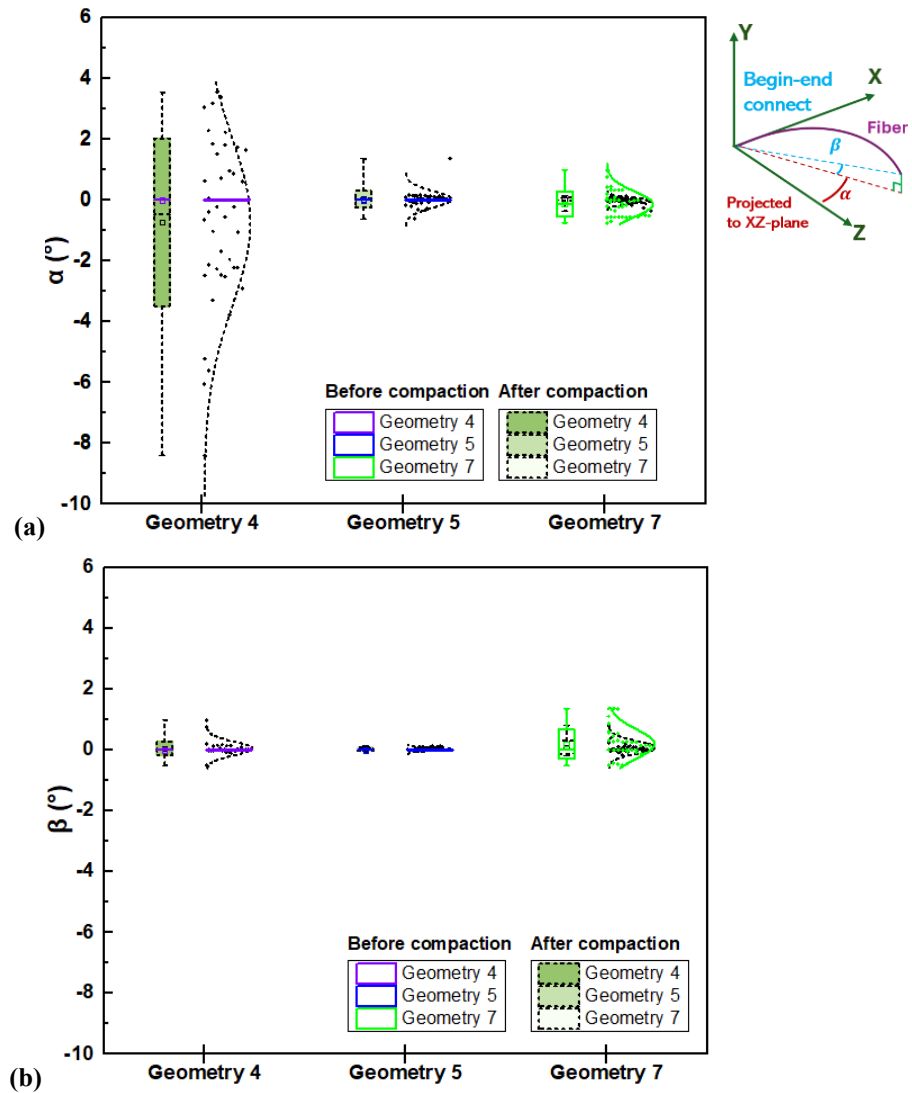 6
4
2
0
-2
-4
-6
-8
-10
α (°)
Before compaction After compaction
Geometry 4 Geometry 4
Geometry 5 Geometry 5
Geometry 7 Geometry 7
Geometry 4 Geometry 5 Geometry 7
(a)
Y
X
Begin-end
connect
Fiber
β
α
Projected
to XZ-plane
Z
6
4
2
0
-2
-4
-6
-8
-10
β (°)
Before compaction After compaction
Geometry 4 Geometry 4
Geometry 5 Geometry 5
Geometry 7 Geometry 7
Geometry 4 Geometry 5 Geometry 7
(b)